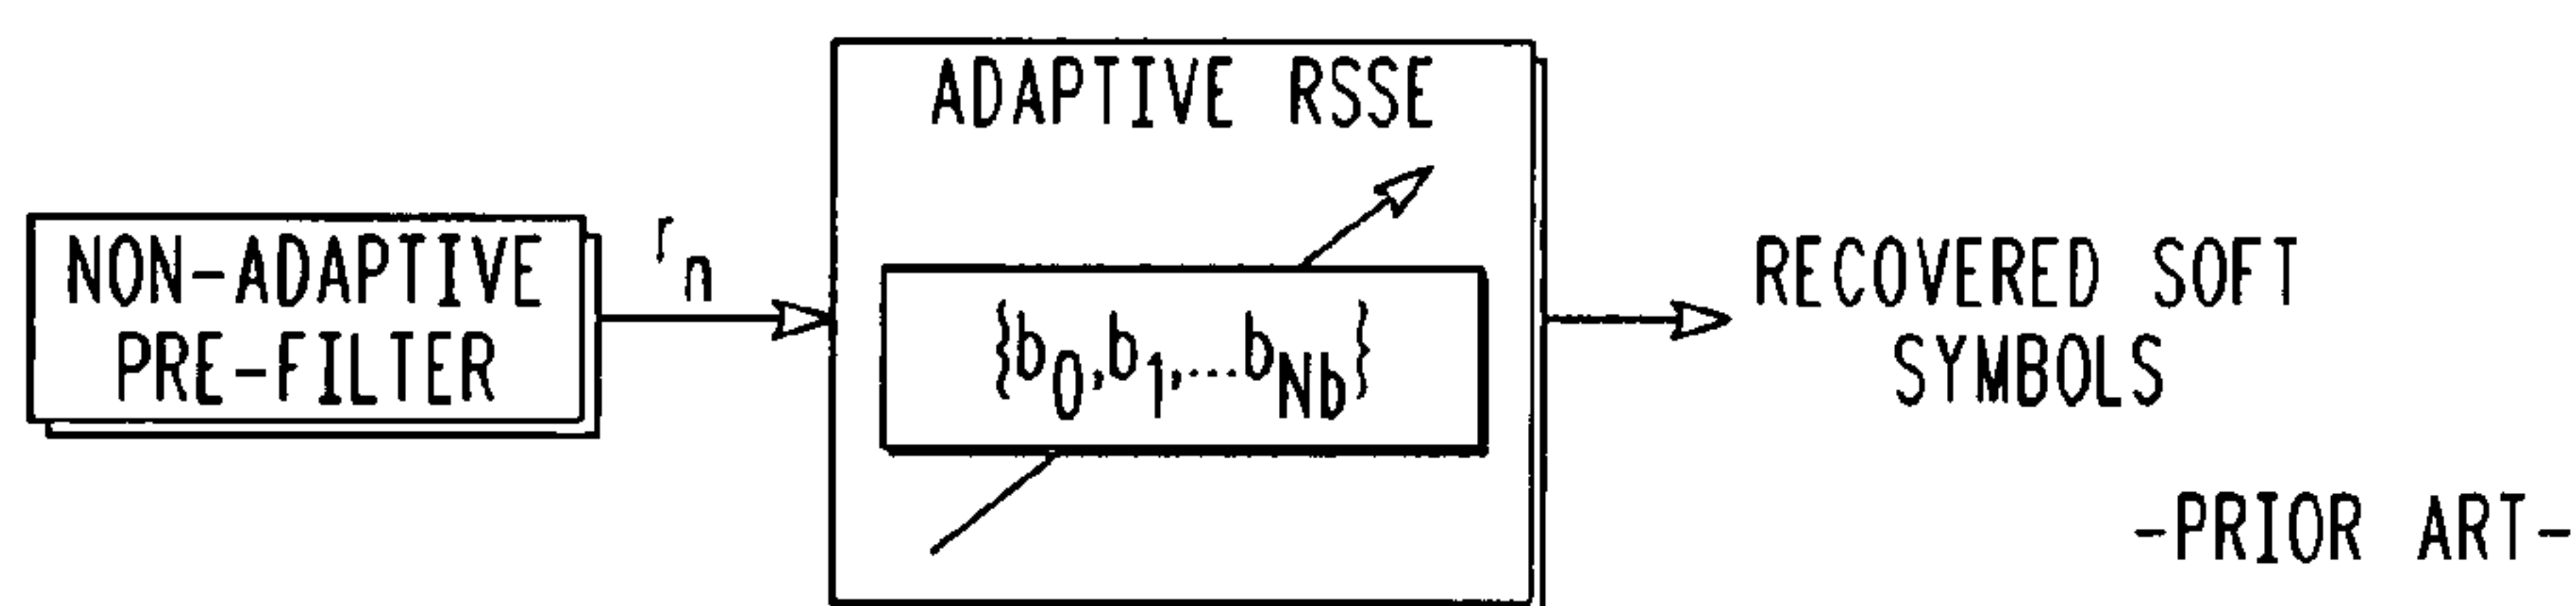 NON-ADAPTIVE
PRE-FILTER
r_n
ADAPTIVE RSSE
{b_0,b_1,...b_Nb}
RECOVERED SOFT
SYMBOLS
-PRIOR ART-